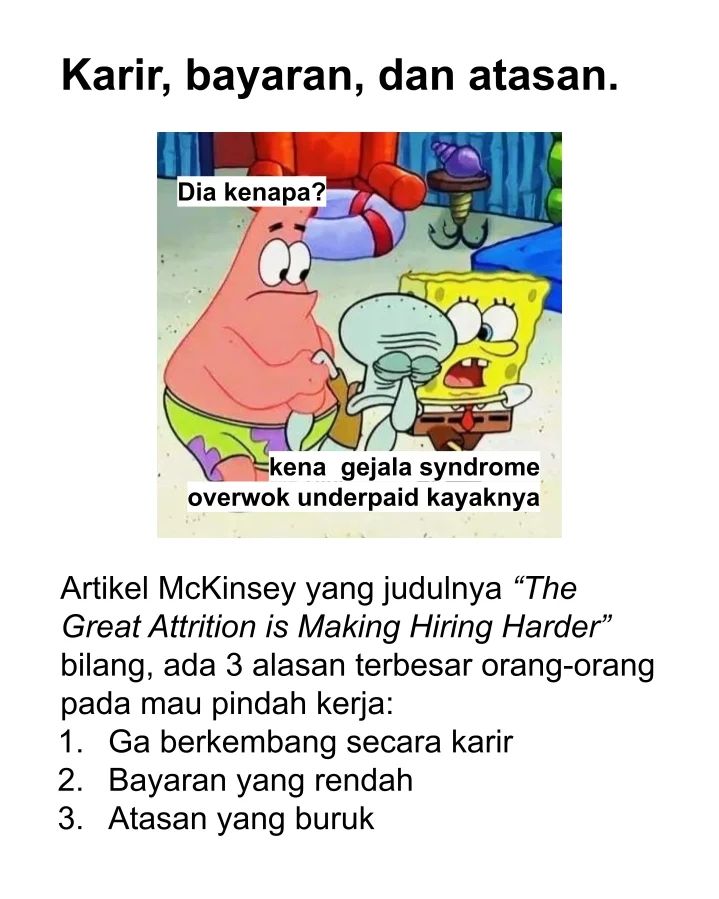 Karir, bayaran, dan atasan.
Dia kenapa?
kena  gejala syndrome
overwok underpaid kayaknya
Artikel McKinsey yang judulnya “The
Great Attrition is Making Hiring Harder”
bilang, ada 3 alasan terbesar orang-orang
pada mau pindah kerja:
1. Ga berkembang secara karir
2. Bayaran yang rendah
3. Atasan yang buruk